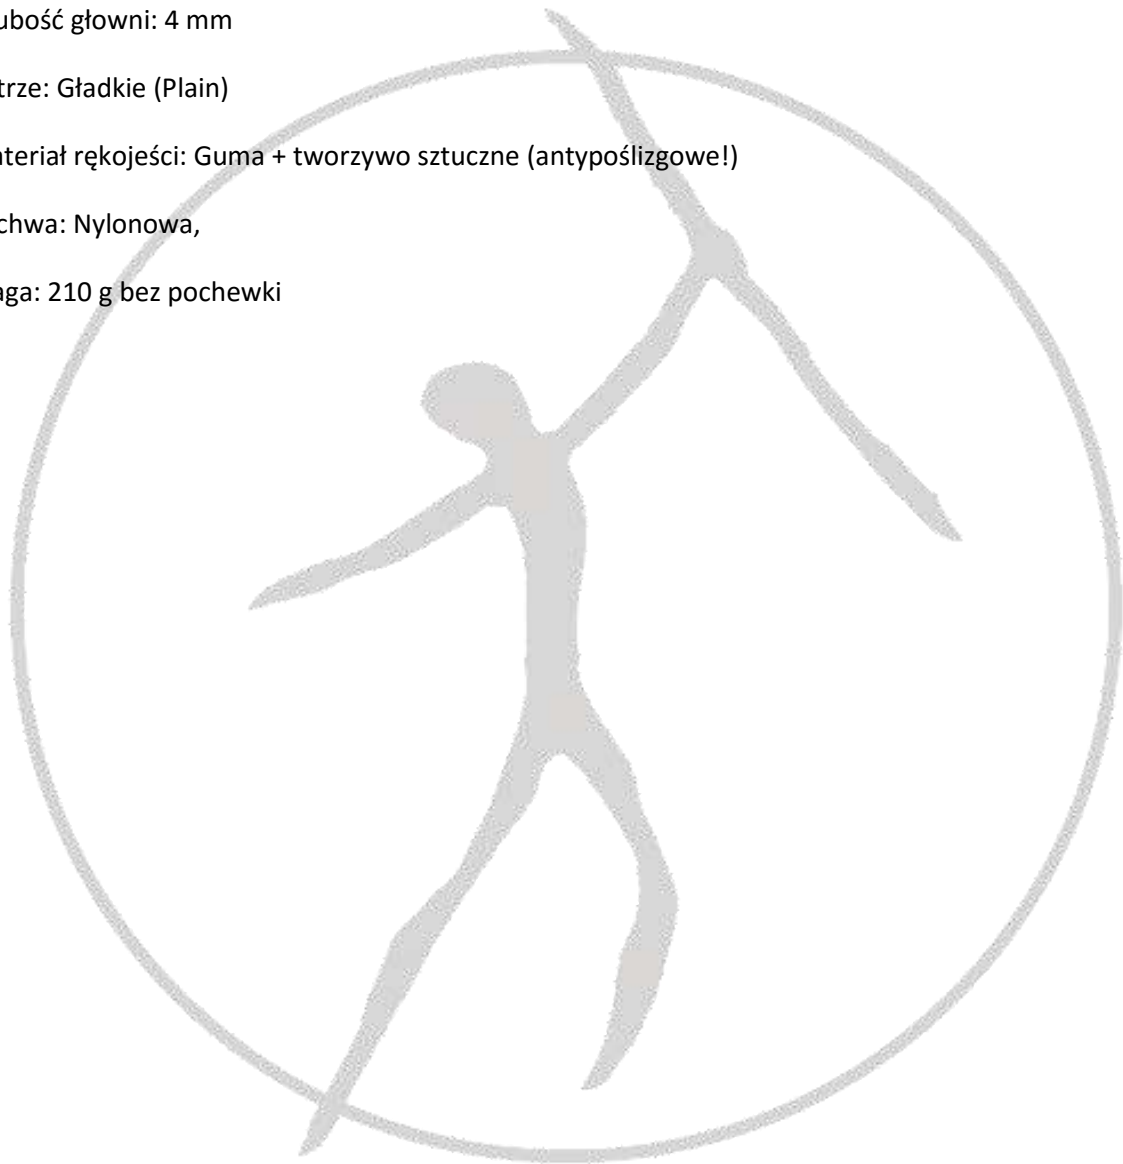 ubość głowni: 4 mm
trze: Gładkie (Plain)
ateriał rękojeści: Guma + tworzywo sztuczne (antypoślizgowe!)
chwa: Nylonowa,
aga: 210 g bez pochewki